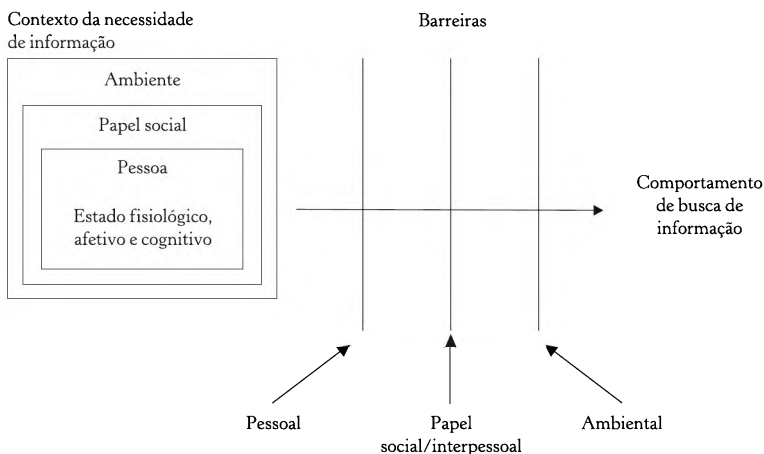 Contexto da necessidade
de informação
Barreiras
Ambiente
Papel social
Pessoa
Estado fisiológico,
afetivo e cognitivo
Comportamento
de busca de
informação
Pessoal
Papel
social/interpessoal
Ambiental